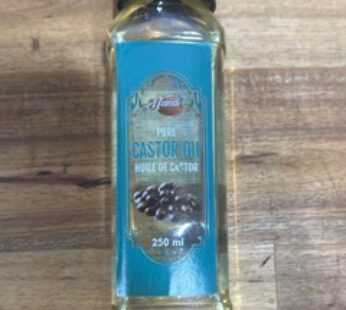 PURE
CASTOR OIL
HUILE DE CASTOR
250 ml